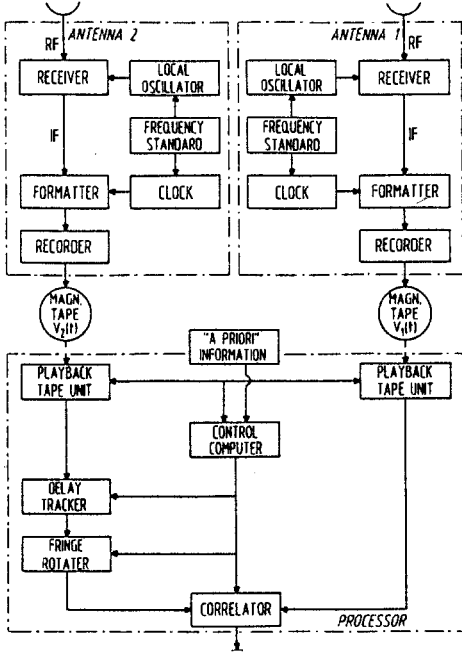 ANTENNA 2
RF
RECEIVER
LOCAL
OSCILLATOR
IF
FREQUENCY
STANDARD
FORMATTER
CLOCK
RECORDER
ANTENNA 1
RF
LOCAL
OSCILLATOR
RECEIVER
FREQUENCY
STANDARD
IF
CLOCK
FORMATTER
RECORDER
MAGN.
TAPE
V₂(t)
MAGN.
TAPE
V₁(t)
"A PRIORI"
INFORMATION
PLAYBACK
TAPE UNIT
PLAYBACK
TAPE UNIT
CONTROL
COMPUTER
DELAY
TRACKER
FRINGE
ROTATER
CORRELATOR
PROCESSOR